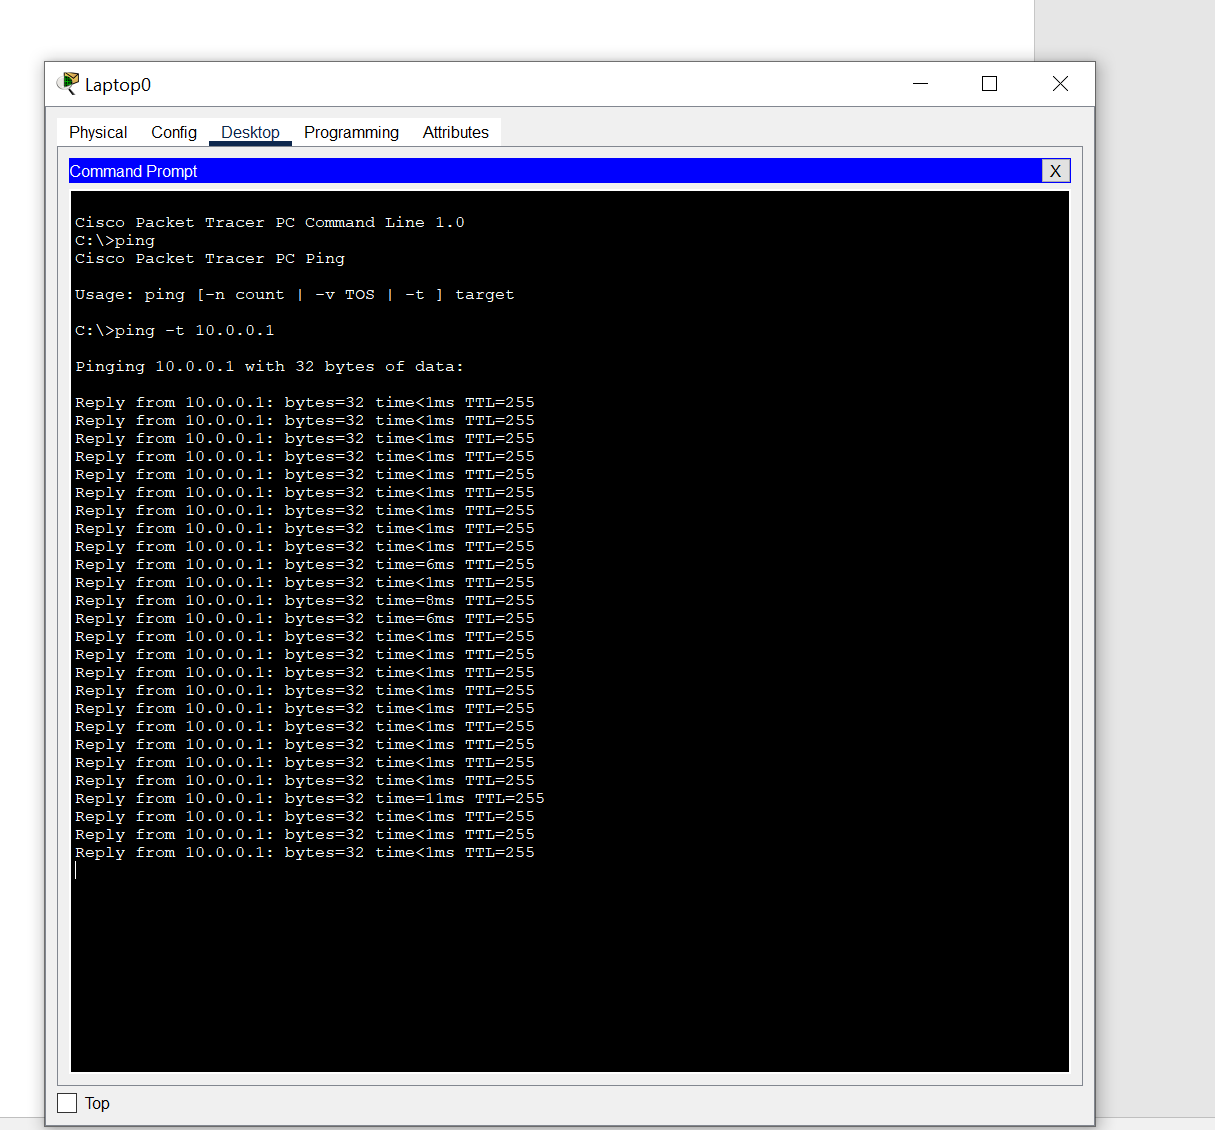 Laptop0
Physical Config Desktop Programming Attributes
Command Prompt X
Cisco Packet Tracer PC Command Line 1.0
C:\>ping
Cisco Packet Tracer PC Ping
Usage: ping [-n count | -v TOS | -t ] target
C:\>ping -t 10.0.0.1
Pinging 10.0.0.1 with 32 bytes of data:
Reply from 10.0.0.1: bytes=32 time<1ms TTL=255
Reply from 10.0.0.1: bytes=32 time<1ms TTL=255
Reply from 10.0.0.1: bytes=32 time<1ms TTL=255
Reply from 10.0.0.1: bytes=32 time<1ms TTL=255
Reply from 10.0.0.1: bytes=32 time<1ms TTL=255
Reply from 10.0.0.1: bytes=32 time<1ms TTL=255
Reply from 10.0.0.1: bytes=32 time<1ms TTL=255
Reply from 10.0.0.1: bytes=32 time<1ms TTL=255
Reply from 10.0.0.1: bytes=32 time<1ms TTL=255
Reply from 10.0.0.1: bytes=32 time=6ms TTL=255
Reply from 10.0.0.1: bytes=32 time<1ms TTL=255
Reply from 10.0.0.1: bytes=32 time=8ms TTL=255
Reply from 10.0.0.1: bytes=32 time=6ms TTL=255
Reply from 10.0.0.1: bytes=32 time<1ms TTL=255
Reply from 10.0.0.1: bytes=32 time<1ms TTL=255
Reply from 10.0.0.1: bytes=32 time<1ms TTL=255
Reply from 10.0.0.1: bytes=32 time<1ms TTL=255
Reply from 10.0.0.1: bytes=32 time<1ms TTL=255
Reply from 10.0.0.1: bytes=32 time<1ms TTL=255
Reply from 10.0.0.1: bytes=32 time<1ms TTL=255
Reply from 10.0.0.1: bytes=32 time<1ms TTL=255
Reply from 10.0.0.1: bytes=32 time<1ms TTL=255
Reply from 10.0.0.1: bytes=32 time=11ms TTL=255
Reply from 10.0.0.1: bytes=32 time<1ms TTL=255
Reply from 10.0.0.1: bytes=32 time<1ms TTL=255
Reply from 10.0.0.1: bytes=32 time<1ms TTL=255
Top